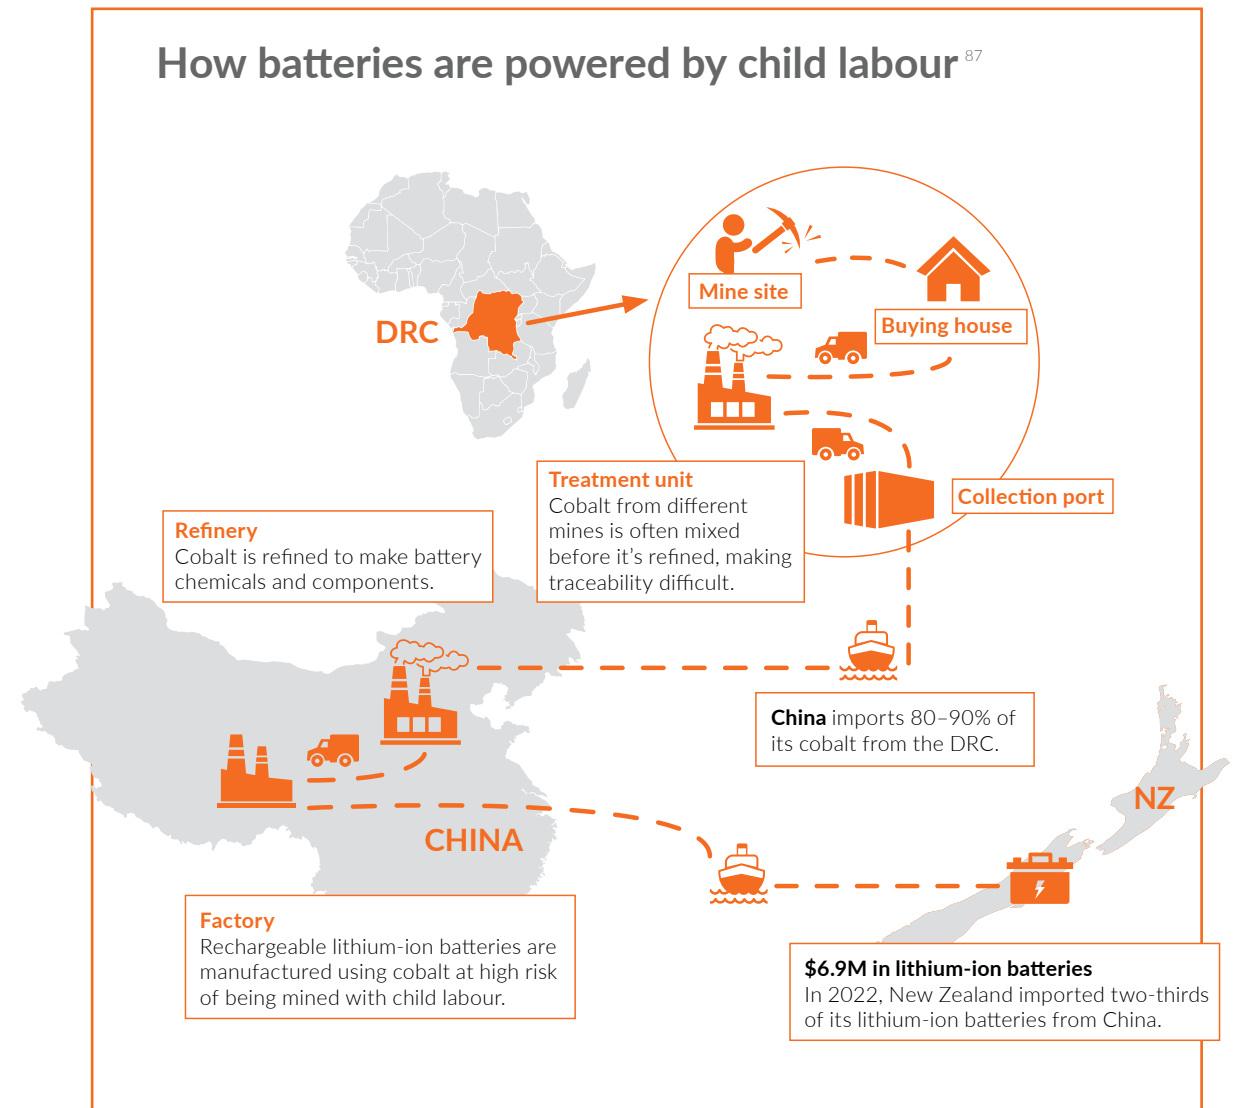 How batteries are powered by child labour 87
DRC
Mine site
Buying house
Treatment unit
Cobalt from different
mines is often mixed
before it's refined, making
traceability difficult.
Collection port
Refinery
Cobalt is refined to make battery
chemicals and components.
China imports 80–90% of
its cobalt from the DRC.
NZ
CHINA
Factory
Rechargeable lithium-ion batteries are
manufactured using cobalt at high risk
of being mined with child labour.
$6.9M in lithium-ion batteries
In 2022, New Zealand imported two-thirds
of its lithium-ion batteries from China.